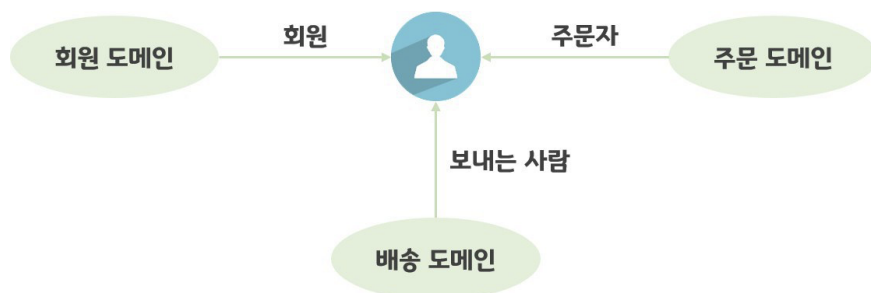 회원
주문자
회원 도메인
주문 도메인
보내는 사람
배송 도메인